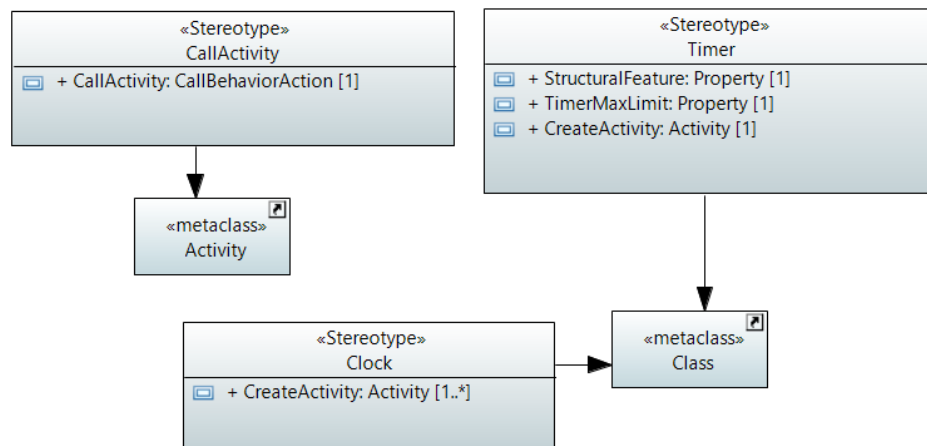 «Stereotype»
CallActivity
+ CallActivity: CallBehaviorAction [1]
«Stereotype»
Timer
+ StructuralFeature: Property [1]
+ TimerMaxLimit: Property [1]
+ CreateActivity: Activity [1]
«metaclass»
Activity
«Stereotype»
Clock
+ CreateActivity: Activity [1..*]
«metaclass»
Class